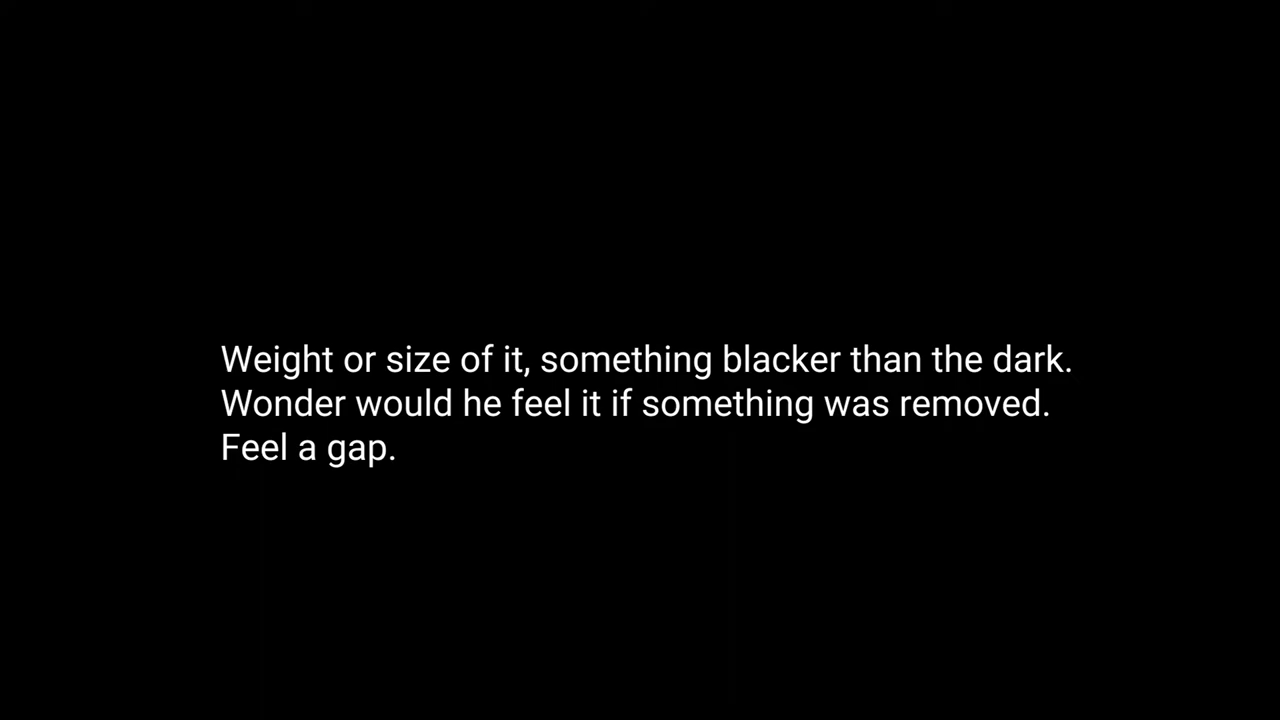 Weight or size of it, something blacker than the dark.
Wonder would he feel it if something was removed.
Feel a gap.